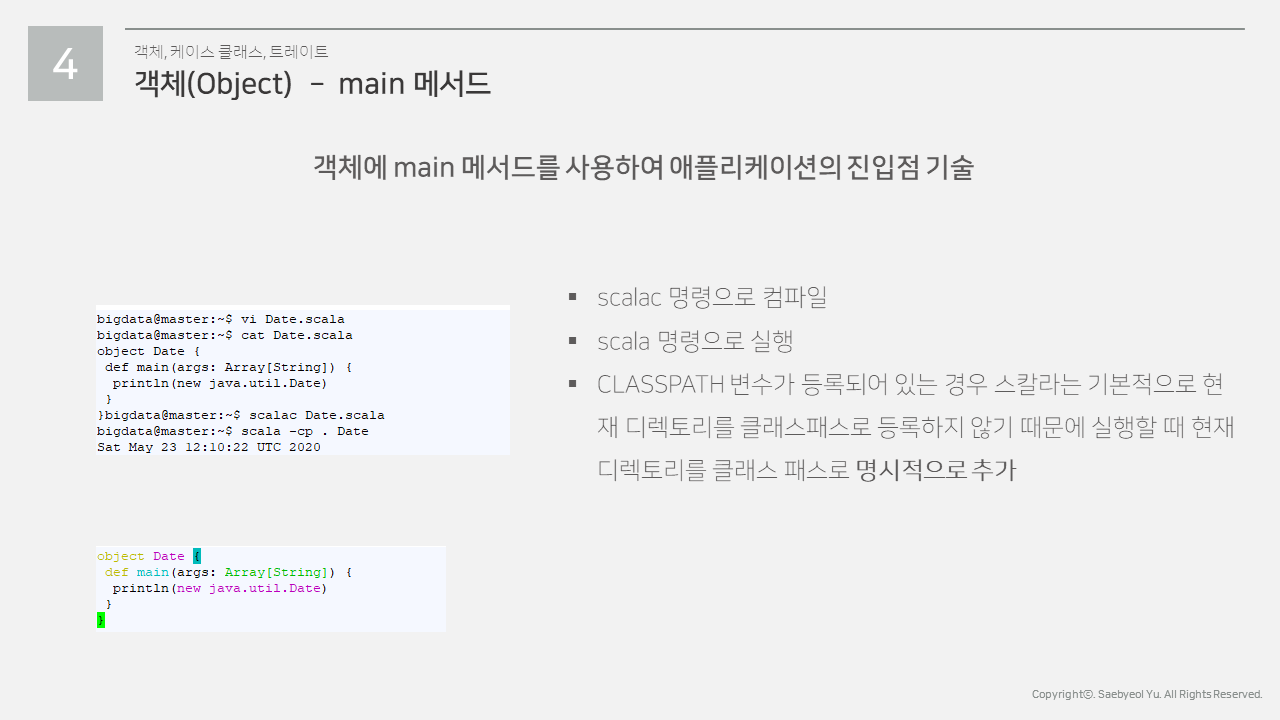 4
객체, 케이스 클래스, 트레이트
객체(Object) – main 메서드
객체에 main 메서드를 사용하여 애플리케이션의 진입점 기술
bigdata@master:~$ vi Date.scala
bigdata@master:~$ cat Date.scala
object Date {
 def main(args: Array[String]) {
  println(new java.util.Date)
 }
}bigdata@master:~$ scalac Date.scala
bigdata@master:~$ scala -cp . Date
Sat May 23 12:10:22 UTC 2020
object Date {
 def main(args: Array[String]) {
  println(new java.util.Date)
 }
}
▪ scalac 명령으로 컴파일
▪ scala 명령으로 실행
▪ CLASSPATH 변수가 등록되어 있는 경우 스칼라는 기본적으로 현
재 디렉토리를 클래스패스로 등록하지 않기 때문에 실행할 때 현재
디렉토리를 클래스 패스로 명시적으로 추가
Copyrightⓒ. Saebyeol Yu. All Rights Reserved.